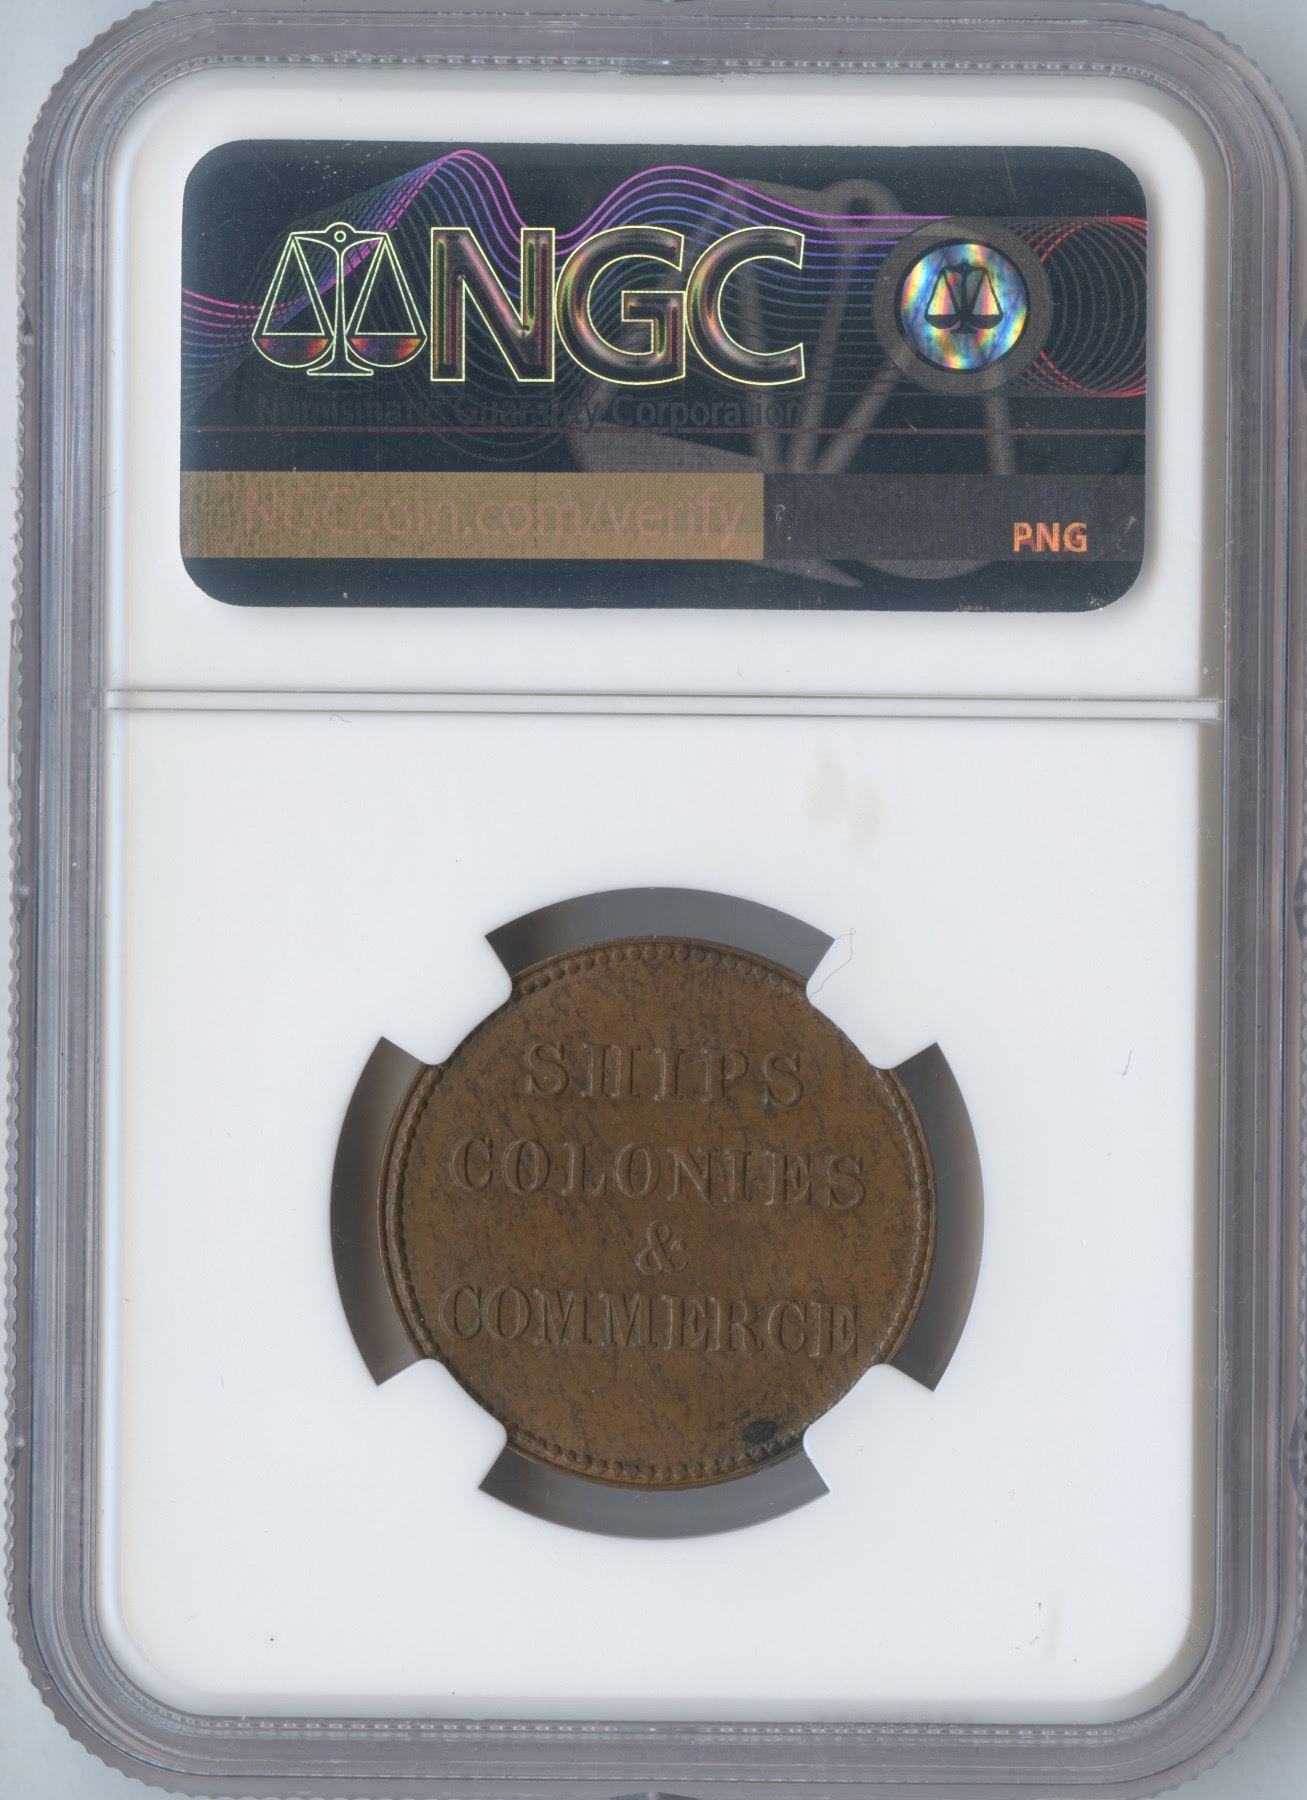 NGC
Numismatic Guaranty Corporation
NGCcoin.com/verify
PNG
SHIPS
COLONIES
&
COMMERCE